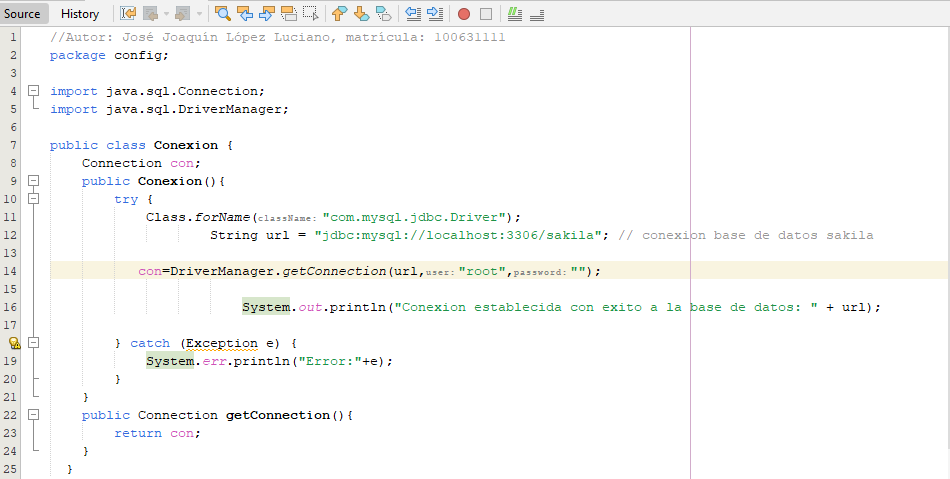 Source History
1 //Autor: José Joaquín López Luciano, matrícula: 100631111
2 package config;
3
4 import java.sql.Connection;
5 import java.sql.DriverManager;
6
7 public class Conexion {
8 Connection con;
9 public Conexion(){
10 try {
11 Class.forName(className: "com.mysql.jdbc.Driver");
12 String url = "jdbc:mysql://localhost:3306/sakila"; // conexion base de datos sakila
13
14 con=DriverManager.getConnection(url,user: "root",password: "");
15
16 System.out.println("Conexion establecida con exito a la base de datos: " + url);
17
} catch (Exception e) {
19 System.err.println("Error:"+e);
20 }
21 }
22 public Connection getConnection(){
23 return con;
24 }
25 }